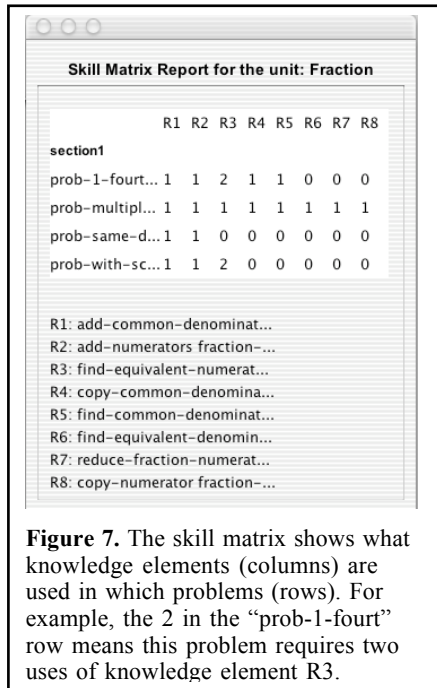 Skill Matrix Report for the unit: Fraction
R1 R2 R3 R4 R5 R6 R7 R8
section1
prob-1-fourt... 1 1 2 1 1 0 0 0
prob-multipl... 1 1 1 1 1 1 1 1
prob-same-d... 1 1 0 0 0 0 0 0
prob-with-sc... 1 1 2 0 0 0 0 0
R1: add-common-denominat...
R2: add-numerators fraction-...
R3: find-equivalent-numerat...
R4: copy-common-denomina...
R5: find-common-denominat...
R6: find-equivalent-denomin...
R7: reduce-fraction-numerat...
R8: copy-numerator fraction-...
Figure 7. The skill matrix shows what
knowledge elements (columns) are
used in which problems (rows). For
example, the 2 in the “prob-1-fourt”
row means this problem requires two
uses of knowledge element R3.